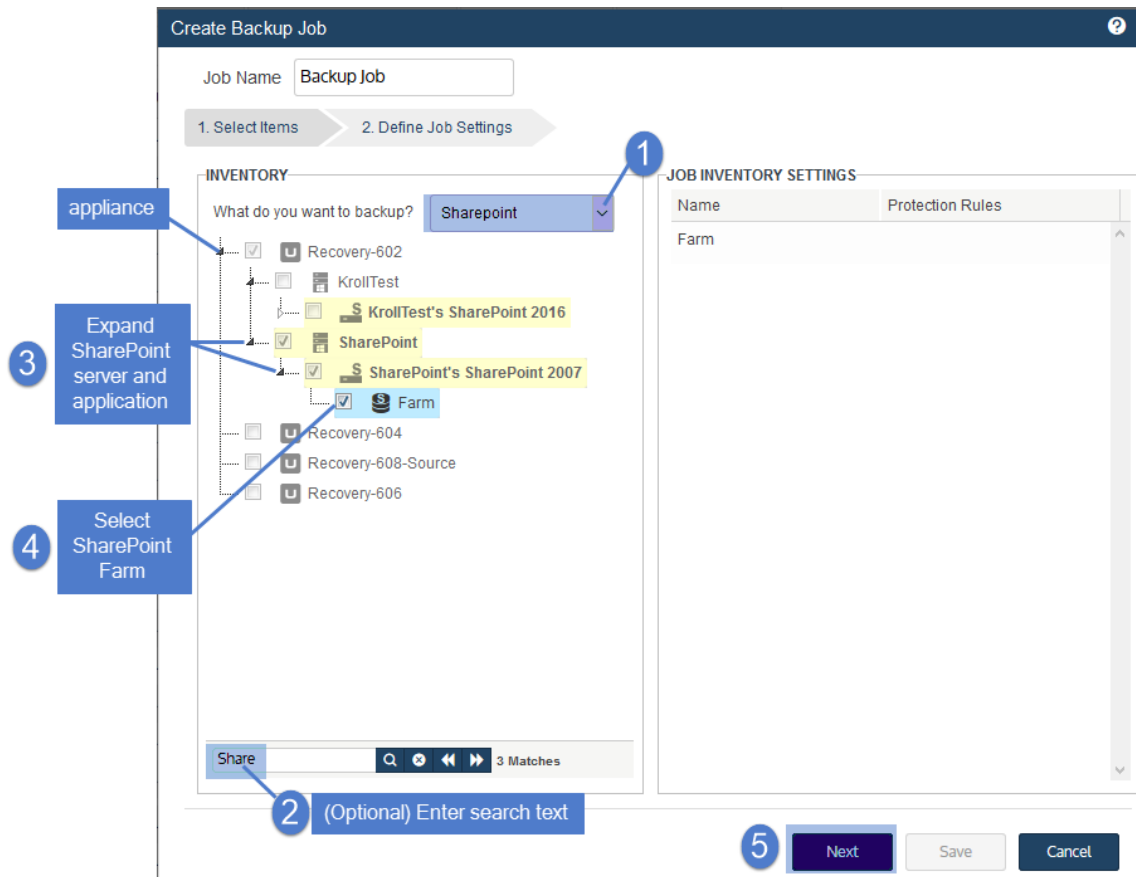 Create Backup Job
?
Job Name Backup Job
1. Select Items 2. Define Job Settings
1
INVENTORY
JOB INVENTORY SETTINGS
appliance
What do you want to backup? Sharepoint
Name Protection Rules
Farm
U Recovery-602
KrollTest
S KrollTest's SharePoint 2016
3
Expand
SharePoint
server and
application
SharePoint
S SharePoint's SharePoint 2007
S Farm
U Recovery-604
U Recovery-608-Source
U Recovery-606
4
Select
SharePoint
Farm
Share
3 Matches
2
(Optional) Enter search text
5
Next Save Cancel